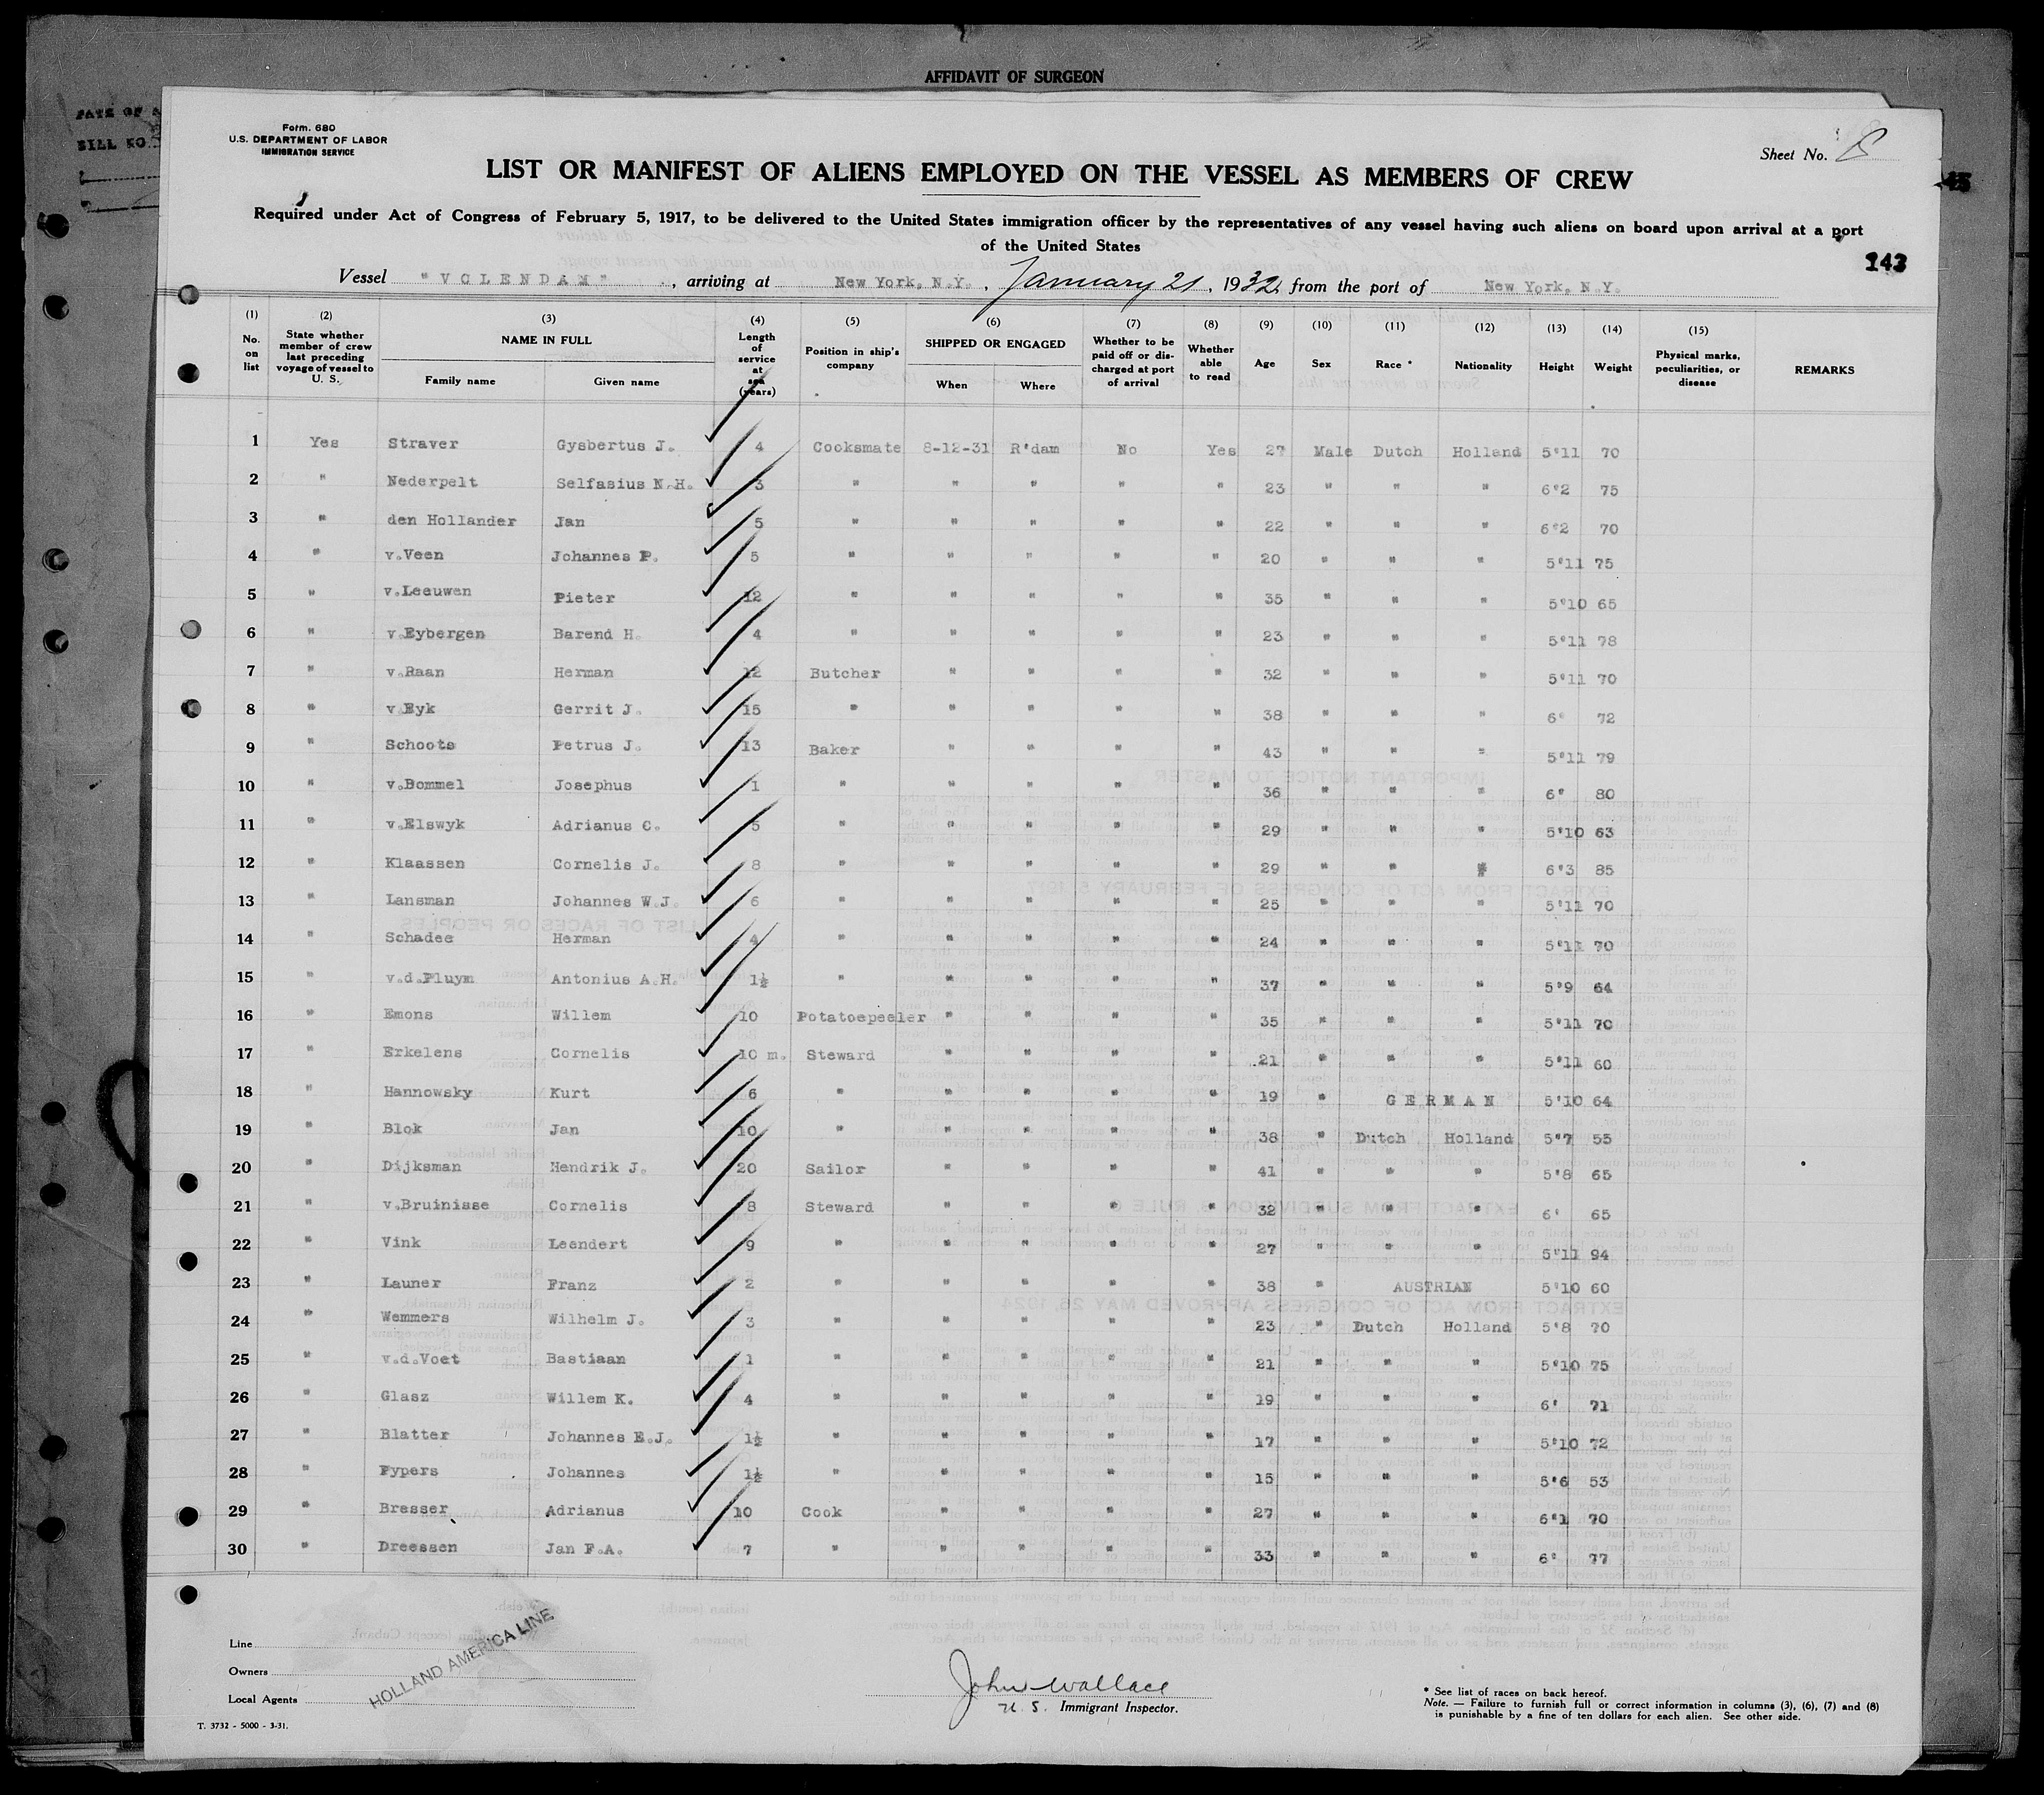 AFFIDAVIT OF SURGEON
Form. 680
U.S. DEPARTMENT OF LABOR
IMMIGRATION SERVICE
Sheet No.
LIST OR MANIFEST OF ALIENS EMPLOYED ON THE VESSEL AS MEMBERS OF CREW
Required under Act of Congress of February 5, 1917, to be delivered to the United States immigration officer by the representatives of any vessel having such aliens on board upon arrival at a port
of the United States
143
Vessel "VOLENDAM", arriving at New York, N.Y., January 21, 1932, from the port of New York, N.Y.
(1) No. on list (2) State whether member of crew last preceding voyage of vessel to U. S. (3) NAME IN FULL Family name Given name (4) Length of service at sea (years) (5) Position in ship's company (6) SHIPPED OR ENGAGED When Where (7) Whether to be paid off or discharged at port of arrival (8) Whether able to read (9) Age (10) Sex (11) Race * (12) Nationality (13) Height (14) Weight (15) Physical marks, peculiarities, or disease REMARKS
1 Yes Straver Gysbertus J. 4 Cooksmate 8-12-31 R'dam No Yes 27 Male Dutch Holland 5'11 70
2 " Nederpelt Selfasius N.H. 3 " " " " " 23 " " " 6'2 75
3 " den Hollander Jan 5 " " " " " 22 " " " 6'2 70
4 " v.Veen Johannes P. 5 " " " " " 20 " " " 5'11 75
5 " v.Leeuwen Pieter 12 " " " " " 35 " " " 5'10 65
6 " v.Eybergen Barend H. 4 " " " " " 23 " " " 5'11 78
7 " v.Raan Herman 12 Butcher " " " " 32 " " " 5'11 70
8 " v.Eyk Gerrit J. 15 " " " " " 38 " " " 6' 72
9 " Schoots Petrus J. 13 Baker " " " " 43 " " " 5'11 79
10 " v.Bommel Josephus 1 " " " " " 36 " " " 6' 80
11 " v.Elswyk Adrianus C. 5 " " " " " 29 " " " 5'10 63
12 " Klaassen Cornelis J. 8 " " " " " 29 " " " 6'3 85
13 " Lansman Johannes W.J. 6 " " " " " 25 " " " 5'11 70
14 " Schadee Herman 4 " " " " " 24 " " " 5'11 70
15 " v.d.Pluym Antonius A.H. 1½ " " " " " 37 " " " 5'9 64
16 " Emons Willem 10 Potatoepeeler " " " " 35 " " " 5'11 70
17 " Erkelens Cornelis 10 m. Steward " " " " 21 " " " 5'11 60
18 " Hannowsky Kurt 6 " " " " " 19 " GERMAN 5'10 64
19 " Blok Jan 10 " " " " " 38 " Dutch Holland 5'7 55
20 " Dijksman Hendrik J. 20 Sailor " " " " 41 " " " 5'8 65
21 " v.Bruinisse Cornelis 8 Steward " " " " 32 " " " 6' 65
22 " Vink Leendert 9 " " " " " 27 " " " 5'11 94
23 " Launer Franz 2 " " " " " 38 " AUSTRIAN 5'10 60
24 " Wemmers Wilhelm J. 3 " " " " " 23 " Dutch Holland 5'8 70
25 " v.d.Voet Bastiaan 1 " " " " " 21 " " " 5'10 75
26 " Glasz Willem K. 4 " " " " " 19 " " " 6' 71
27 " Blatter Johannes E.J. 1½ " " " " " 17 " " " 5'10 72
28 " Pypers Johannes 1½ " " " " " 15 " " " 5'6 53
29 " Bresser Adrianus 10 Cook " " " " 27 " " " 6'1 70
30 " Dreessen Jan F.A. 7 " " " " " 33 " " " 6' 77
Line
Owners
Local Agents
HOLLAND AMERICA LINE
John Wallace
U. S. Immigrant Inspector.
* See list of races on back hereof.
Note. — Failure to furnish full or correct information in columns (3), (6), (7) and (8)
is punishable by a fine of ten dollars for each alien. See other side.
T. 3732 - 5000 - 3-31.